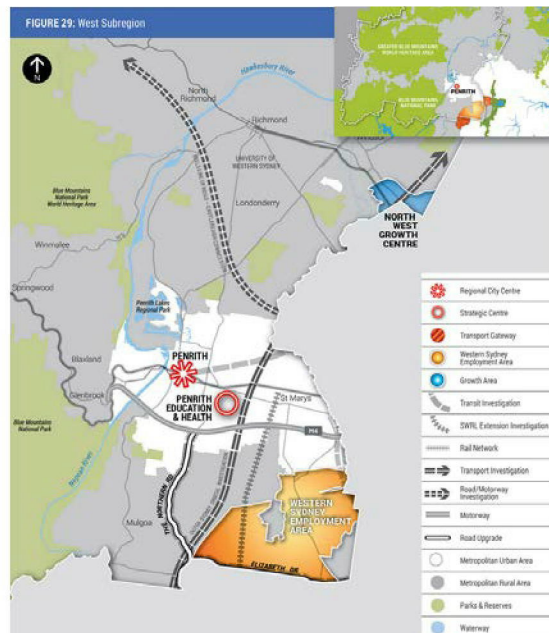 FIGURE 29: West Subregion
N
GREATER BLUE MOUNTAINS
WORLD HERITAGE AREA
PENRITH
BLUE MOUNTAINS
NATIONAL PARK
Hawkesbury River
North
Richmond
Richmond
UNIVERSITY OF
WESTERN SYDNEY
Blue Mountains
National Park
World Heritage Area
Londonderry
NORTH
WEST
GROWTH
CENTRE
Winmalee
Springwood
Penrith Lakes
Regional Park
Blaxland
PENRITH
Glenbrook
PENRITH
EDUCATION
& HEALTH
St Marys
M4
Blue Mountains
National Park
Nepean River
THE NORTHERN RD
Mulgoa
WESTERN
SYDNEY
EMPLOYMENT
AREA
ELIZABETH DR
Regional City Centre
Strategic Centre
Transport Gateway
Western Sydney
Employment Area
Growth Area
Transit Investigation
SWRL Extension Investigation
Rail Network
Transport Investigation
Road/Motorway
Investigation
Motorway
Road Upgrade
Metropolitan Urban Area
Metropolitan Rural Area
Parks & Reserves
Waterway